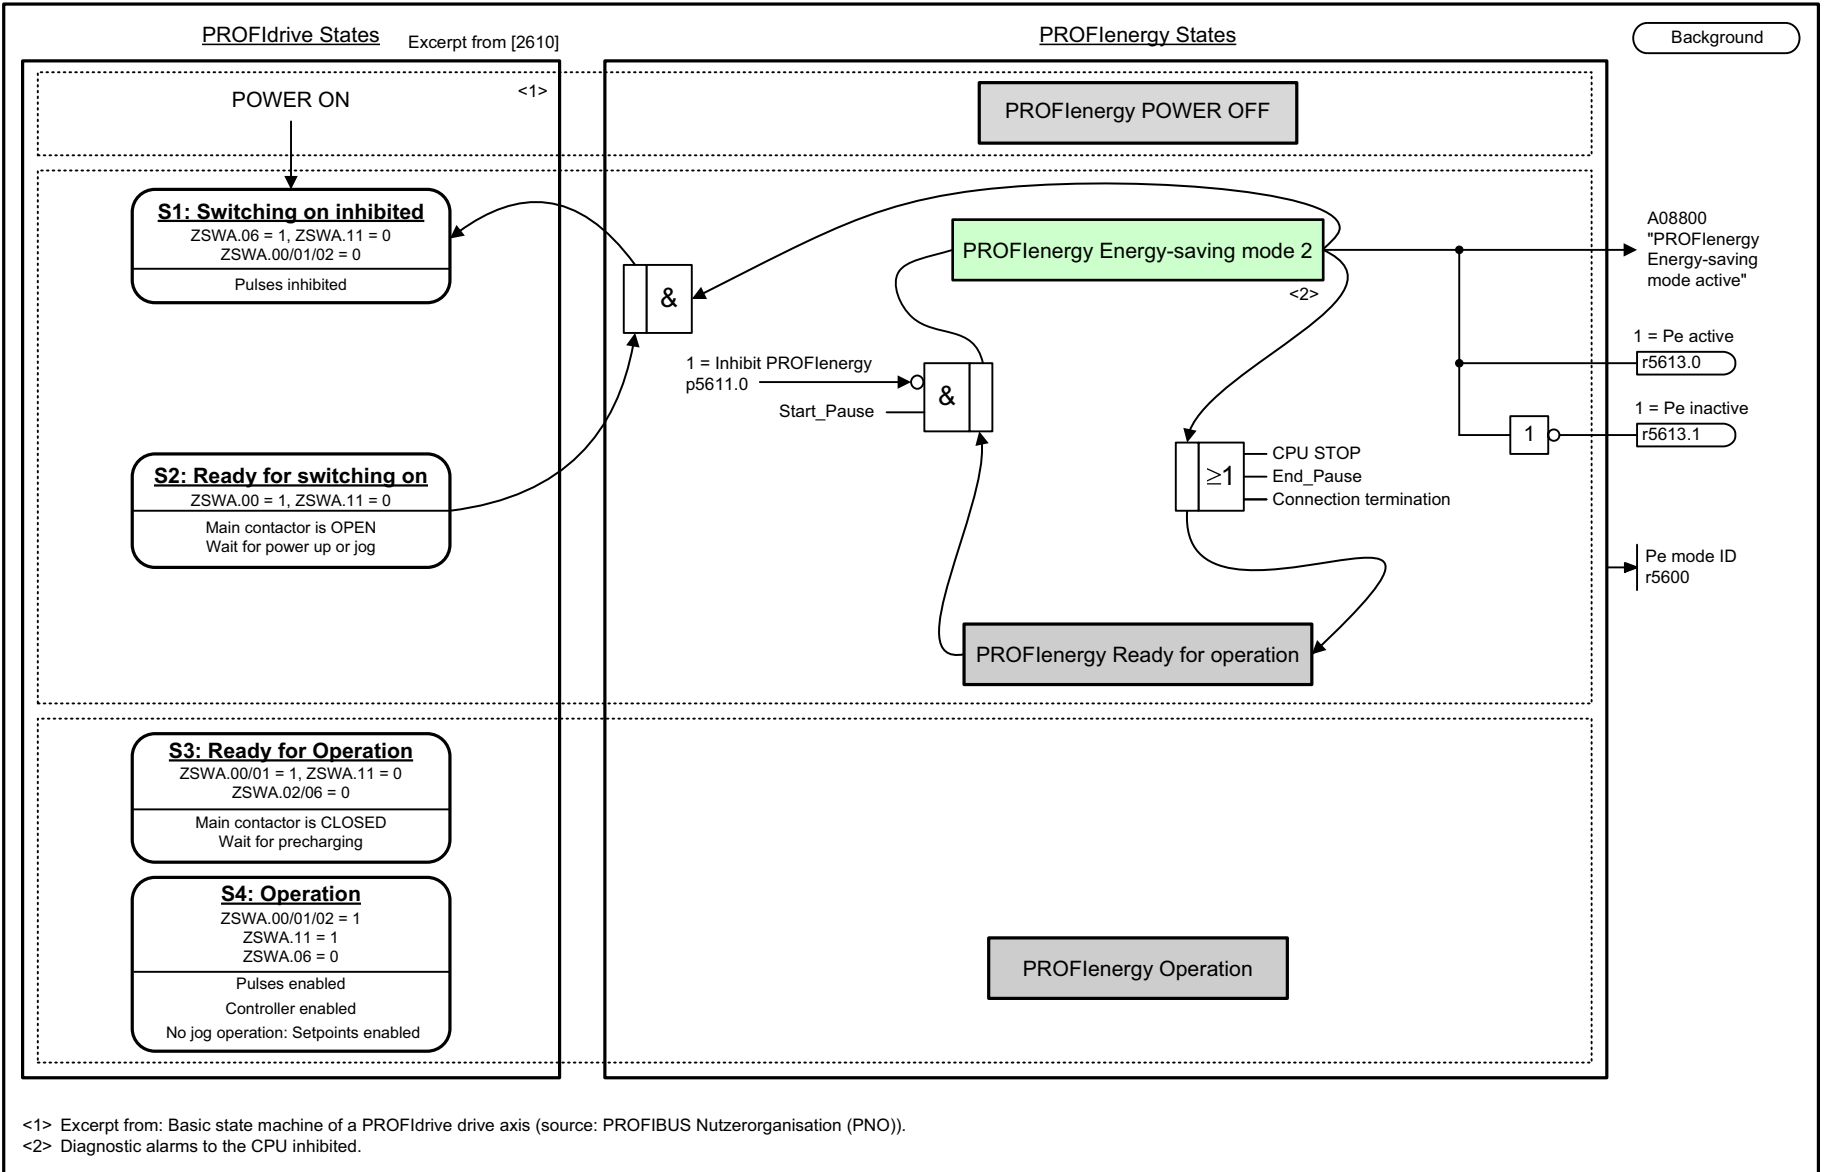 PROFIdrive States
Excerpt from [2610]
PROFIenergy States
Background
POWER ON
<1>
PROFIenergy POWER OFF
S1: Switching on inhibited
ZSWA.06 = 1, ZSWA.11 = 0
ZSWA.00/01/02 = 0
Pulses inhibited
&
PROFIenergy Energy-saving mode 2
<2>
A08800
"PROFIenergy
Energy-saving
mode active"
1 = Inhibit PROFIenergy
p5611.0
Start_Pause
&
1 = Pe active
r5613.0
1 = Pe inactive
1
r5613.1
S2: Ready for switching on
ZSWA.00 = 1, ZSWA.11 = 0
Main contactor is OPEN
Wait for power up or jog
≥1
CPU STOP
End_Pause
Connection termination
Pe mode ID
r5600
PROFIenergy Ready for operation
S3: Ready for Operation
ZSWA.00/01 = 1, ZSWA.11 = 0
ZSWA.02/06 = 0
Main contactor is CLOSED
Wait for precharging
S4: Operation
ZSWA.00/01/02 = 1
ZSWA.11 = 1
ZSWA.06 = 0
Pulses enabled
Controller enabled
No jog operation: Setpoints enabled
PROFIenergy Operation
<1> Excerpt from: Basic state machine of a PROFIdrive drive axis (source: PROFIBUS Nutzerorganisation (PNO)).
<2> Diagnostic alarms to the CPU inhibited.